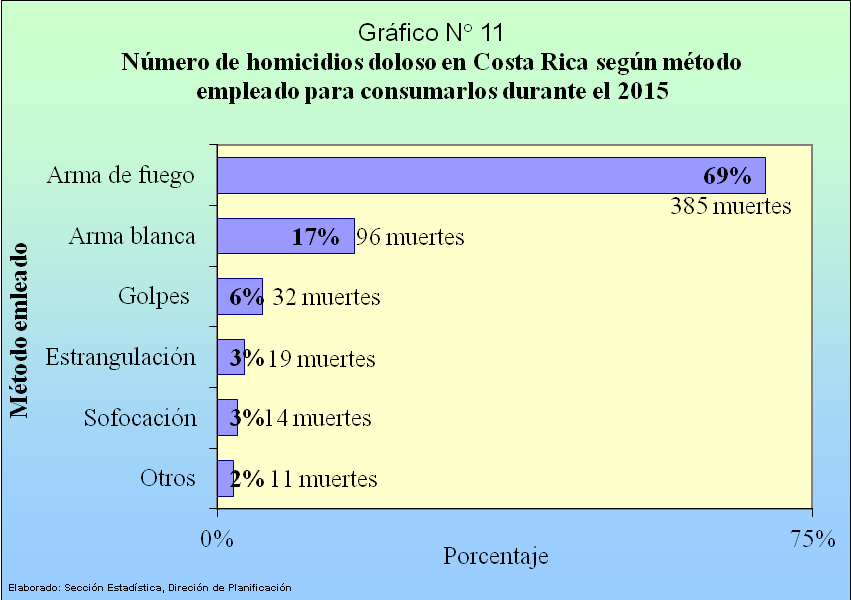 Gráfico N° 11
Número de homicidios doloso en Costa Rica según método
empleado para consumarlos durante el 2015
Arma de fuego
69%
385 muertes
Arma blanca
17%
96 muertes
Golpes
6%
32 muertes
Estrangulación
3%
19 muertes
Sofocación
3%
14 muertes
Otros
2%
11 muertes
Método emleado
0%
75%
Porcentaje
Elaborado: Sección Estadística, Direción de Planificación